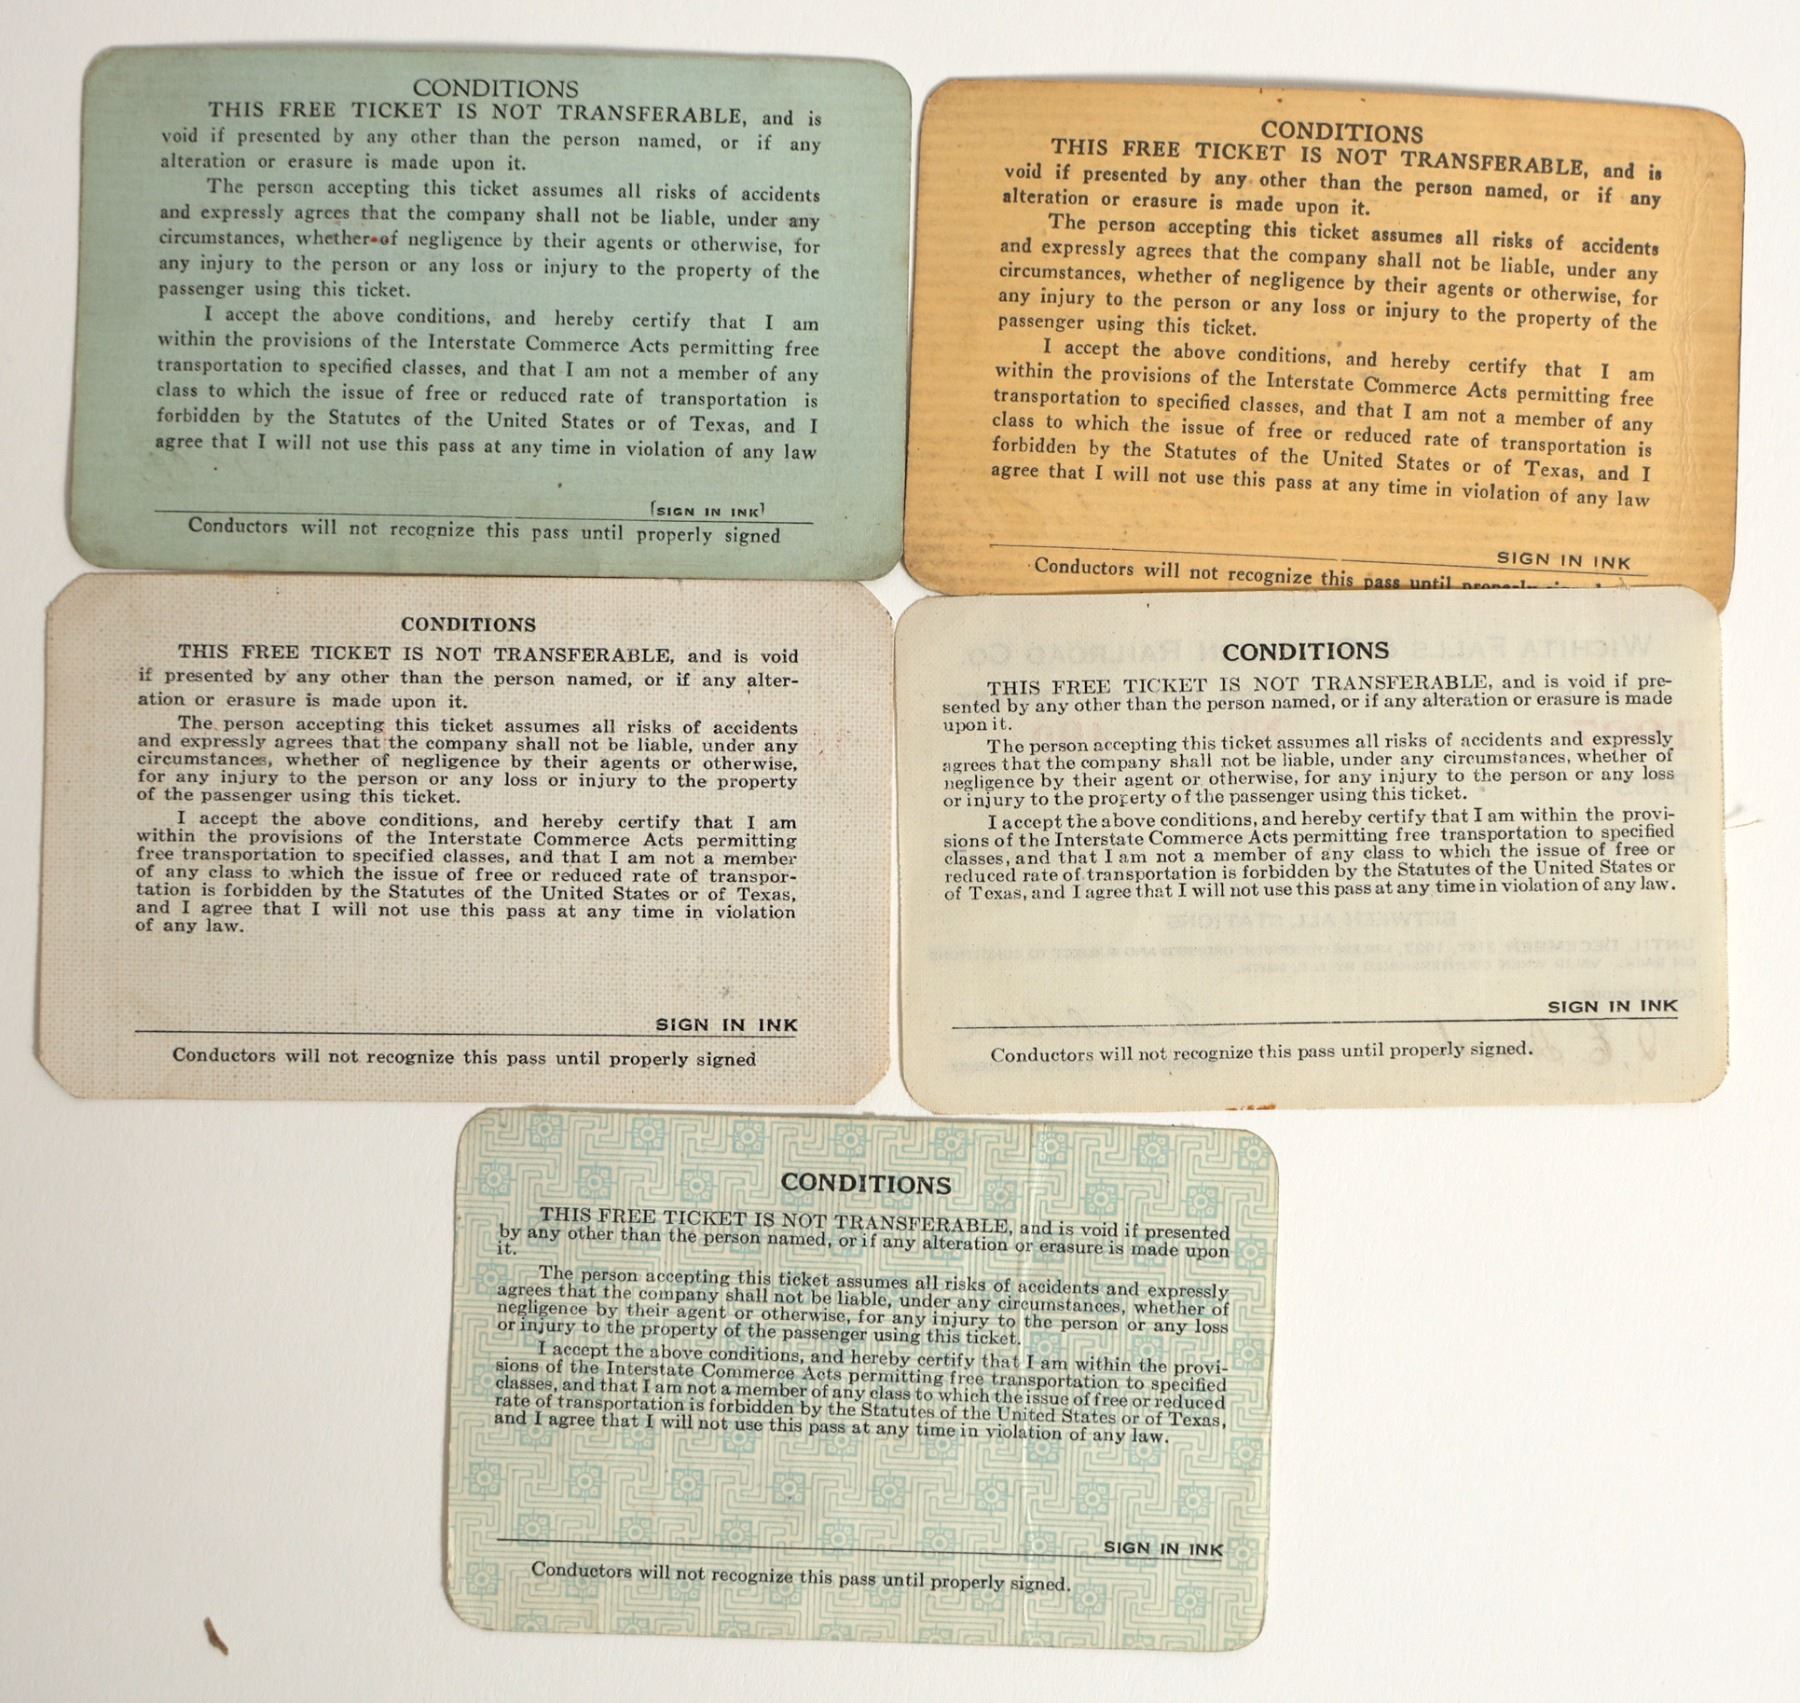 CONDITIONS
THIS FREE TICKET IS NOT TRANSFERABLE, and is
void if presented by any other than the person named, or if any
alteration or erasure is made upon it.
The person accepting this ticket assumes all risks of accidents
and expressly agrees that the company shall not be liable, under any
circumstances, whether of negligence by their agents or otherwise, for
any injury to the person or any loss or injury to the property of the
passenger using this ticket.
I accept the above conditions, and hereby certify that I am
within the provisions of the Interstate Commerce Acts permitting free
transportation to specified classes, and that I am not a member of any
class to which the issue of free or reduced rate of transportation is
forbidden by the Statutes of the United States or of Texas, and I
agree that I will not use this pass at any time in violation of any law
[SIGN IN INK]
Conductors will not recognize this pass until properly signed
CONDITIONS
THIS FREE TICKET IS NOT TRANSFERABLE, and is
void if presented by any other than the person named, or if any
alteration or erasure is made upon it.
The person accepting this ticket assumes all risks of accidents
and expressly agrees that the company shall not be liable, under any
circumstances, whether of negligence by their agents or otherwise, for
any injury to the person or any loss or injury to the property of the
passenger using this ticket.
I accept the above conditions, and hereby certify that I am
within the provisions of the Interstate Commerce Acts permitting free
transportation to specified classes, and that I am not a member of any
class to which the issue of free or reduced rate of transportation is
forbidden by the Statutes of the United States or of Texas, and I
agree that I will not use this pass at any time in violation of any law
SIGN IN INK
Conductors will not recognize this pass until properly
CONDITIONS
THIS FREE TICKET IS NOT TRANSFERABLE, and is void
if presented by any other than the person named, or if any alter-
ation or erasure is made upon it.
The person accepting this ticket assumes all risks of accidents
and expressly agrees that the company shall not be liable, under any
circumstances, whether of negligence by their agents or otherwise,
for any injury to the person or any loss or injury to the property
of the passenger using this ticket.
I accept the above conditions, and hereby certify that I am
within the provisions of the Interstate Commerce Acts permitting
free transportation to specified classes, and that I am not a member
of any class to which the issue of free or reduced rate of transpor-
tation is forbidden by the Statutes of the United States or of Texas,
and I agree that I will not use this pass at any time in violation
of any law.
SIGN IN INK
Conductors will not recognize this pass until properly signed
CONDITIONS
THIS FREE TICKET IS NOT TRANSFERABLE, and is void if pre-
sented by any other than the person named, or if any alteration or erasure is made
upon it.
The person accepting this ticket assumes all risks of accidents and expressly
agrees that the company shall not be liable, under any circumstances, whether of
negligence by their agent or otherwise, for any injury to the person or any loss
or injury to the property of the passenger using this ticket.
I accept the above conditions, and hereby certify that I am within the provi-
sions of the Interstate Commerce Acts permitting free transportation to specified
classes, and that I am not a member of any class to which the issue of free or
reduced rate of transportation is forbidden by the Statutes of the United States or
of Texas, and I agree that I will not use this pass at any time in violation of any law.
SIGN IN INK
Conductors will not recognize this pass until properly signed.
CONDITIONS
THIS FREE TICKET IS NOT TRANSFERABLE, and is void if presented
by any other than the person named, or if any alteration or erasure is made upon
it.
The person accepting this ticket assumes all risks of accidents and expressly
agrees that the company shall not be liable, under any circumstances, whether of
negligence by their agent or otherwise, for any injury to the person or any loss
or injury to the property of the passenger using this ticket.
I accept the above conditions, and hereby certify that I am within the provi-
sions of the Interstate Commerce Acts permitting free transportation to specified
classes, and that I am not a member of any class to which the issue of free or reduced
rate of transportation is forbidden by the Statutes of the United States or of Texas,
and I agree that I will not use this pass at any time in violation of any law.
SIGN IN INK
Conductors will not recognize this pass until properly signed.